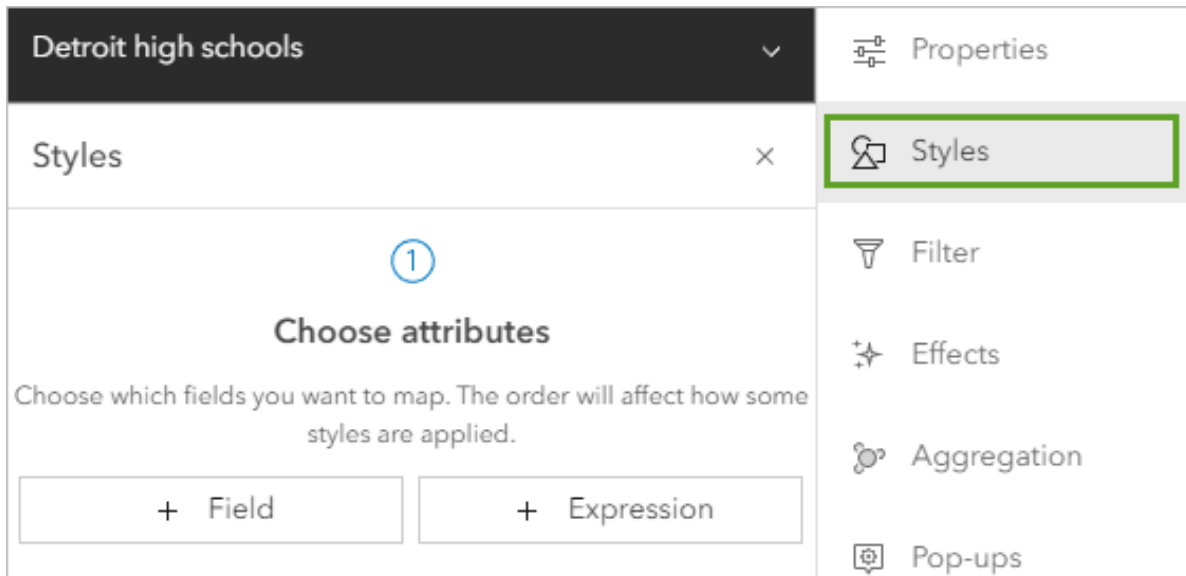 Detroit high schools
Styles
1
Choose attributes
Choose which fields you want to map. The order will affect how some
styles are applied.
+ Field
+ Expression
Properties
Styles
Filter
Effects
Aggregation
Pop-ups